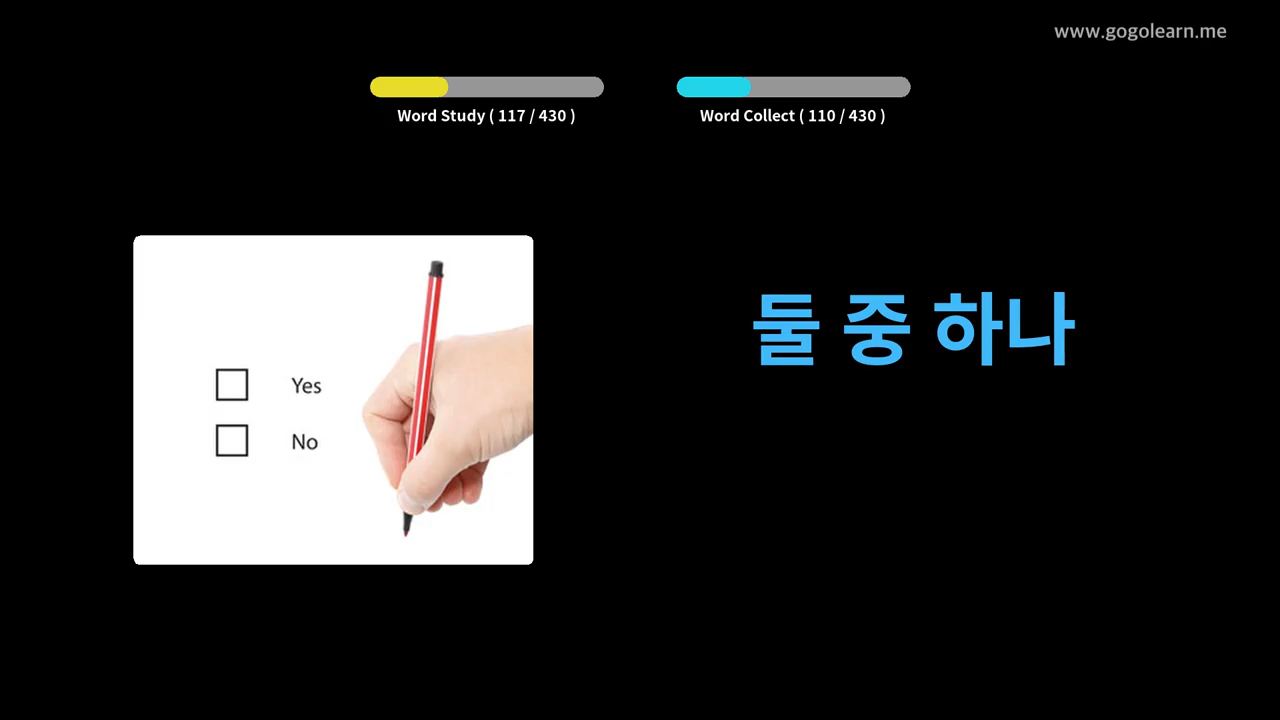 www.gogolearn.me
Word Study ( 117 / 430 )
Word Collect ( 110 / 430 )
Yes
No
둘 중 하나